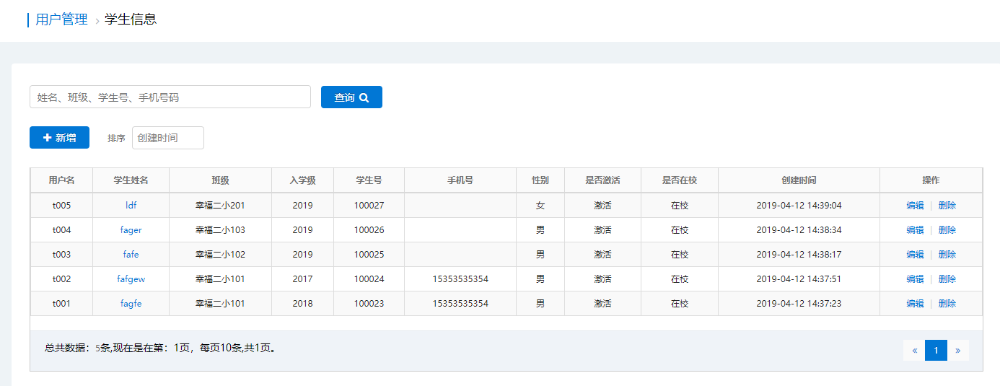 用户管理 › 学生信息
姓名、班级、学生号、手机号码 查询
新增 排序 创建时间
用户名 学生姓名 班级 入学级 学生号 手机号 性别 是否激活 是否在校 创建时间 操作
t005 ldf 幸福二小201 2019 100027 女 激活 在校 2019-04-12 14:39:04 编辑 | 删除
t004 fager 幸福二小103 2019 100026 男 激活 在校 2019-04-12 14:38:34 编辑 | 删除
t003 fafe 幸福二小102 2019 100025 男 激活 在校 2019-04-12 14:38:17 编辑 | 删除
t002 fafgew 幸福二小101 2017 100024 15353535354 男 激活 在校 2019-04-12 14:37:51 编辑 | 删除
t001 fagfe 幸福二小101 2018 100023 15353535354 男 激活 在校 2019-04-12 14:37:23 编辑 | 删除
总共数据：5条,现在是在第：1页，每页10条,共1页。 « 1 »